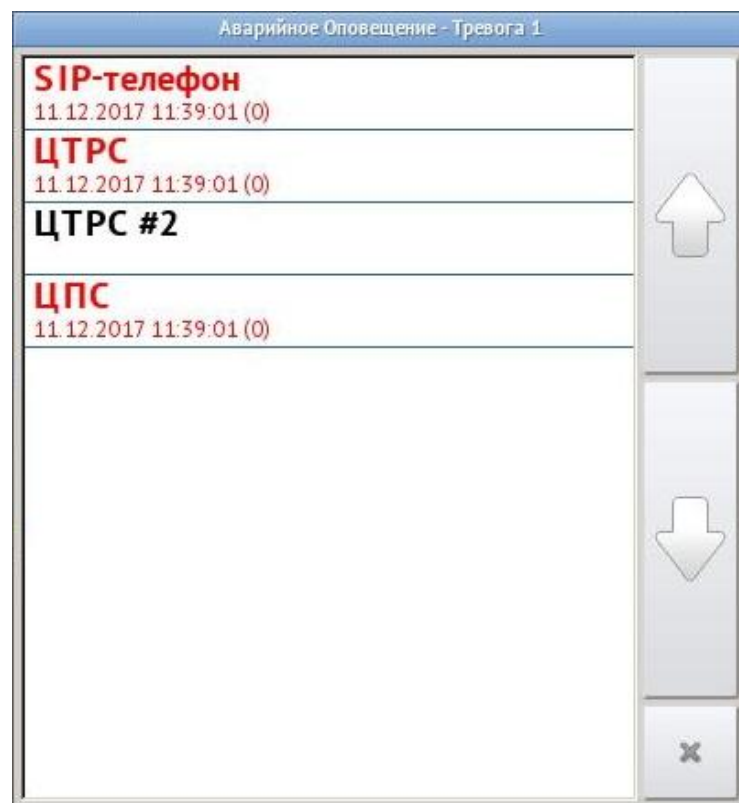 Аварийное Оповещение - Тревога 1
SIP-телефон
11.12.2017 11:39:01 (0)
ЦТРС
11.12.2017 11:39:01 (0)
ЦТРС #2
ЦПС
11.12.2017 11:39:01 (0)